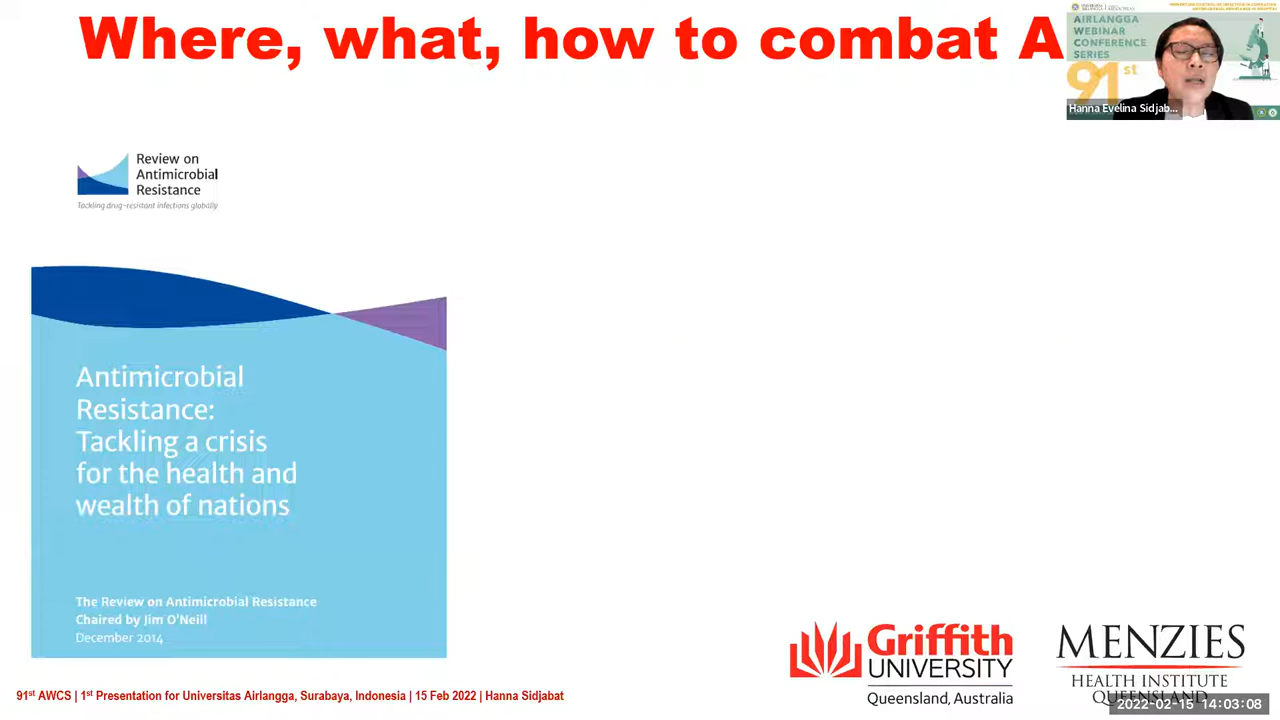 Where, what, how to combat A
AIRLANGGA
WEBINAR
CONFERENCE
SERIES
91st
Hanna Evelina Sidjab...
Review on
Antimicrobial
Resistance
Tackling drug-resistant infections globally
Antimicrobial
Resistance:
Tackling a crisis
for the health and
wealth of nations
The Review on Antimicrobial Resistance
Chaired by Jim O'Neill
December 2014
Griffith
UNIVERSITY
Queensland, Australia
MENZIES
HEALTH INSTITUTE
QUEENSLAND
91st AWCS | 1st Presentation for Universitas Airlangga, Surabaya, Indonesia | 15 Feb 2022 | Hanna Sidjabat
2022-02-15 14:03:08